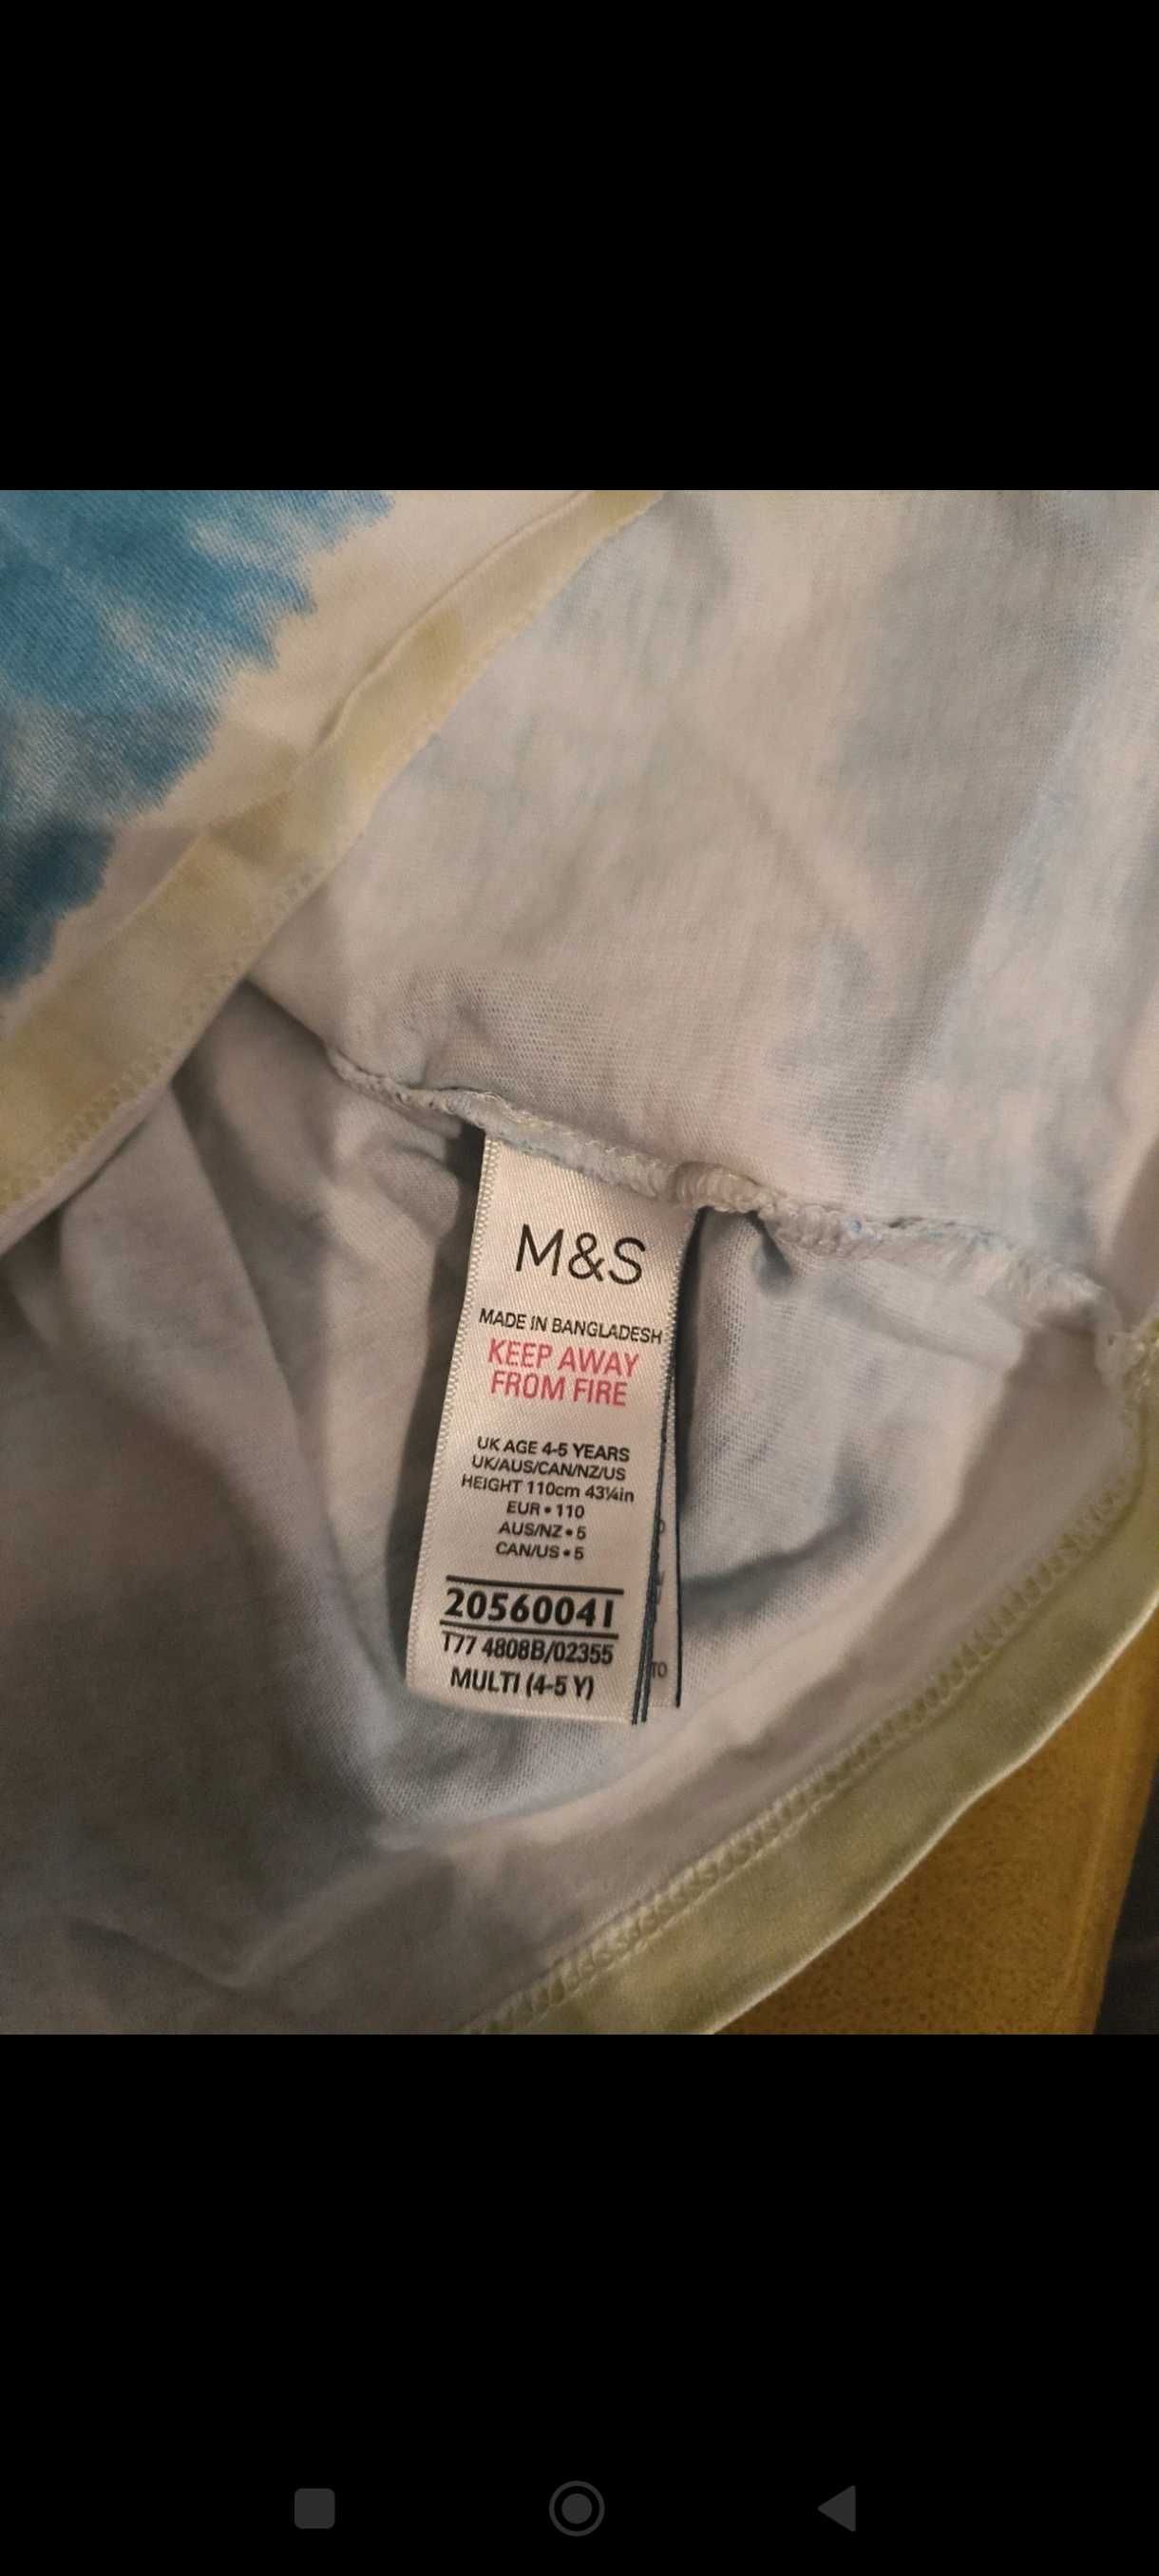 M&S
MADE IN BANGLADESH
KEEP AWAY
FROM FIRE
UK AGE 4-5 YEARS
UK/AUS/CAN/NZ/US
HEIGHT 110cm 43¼in
EUR • 110
AUS/NZ • 5
CAN/US • 5
20560041
T77 4808B/02355
MULTI (4-5 Y)
TO